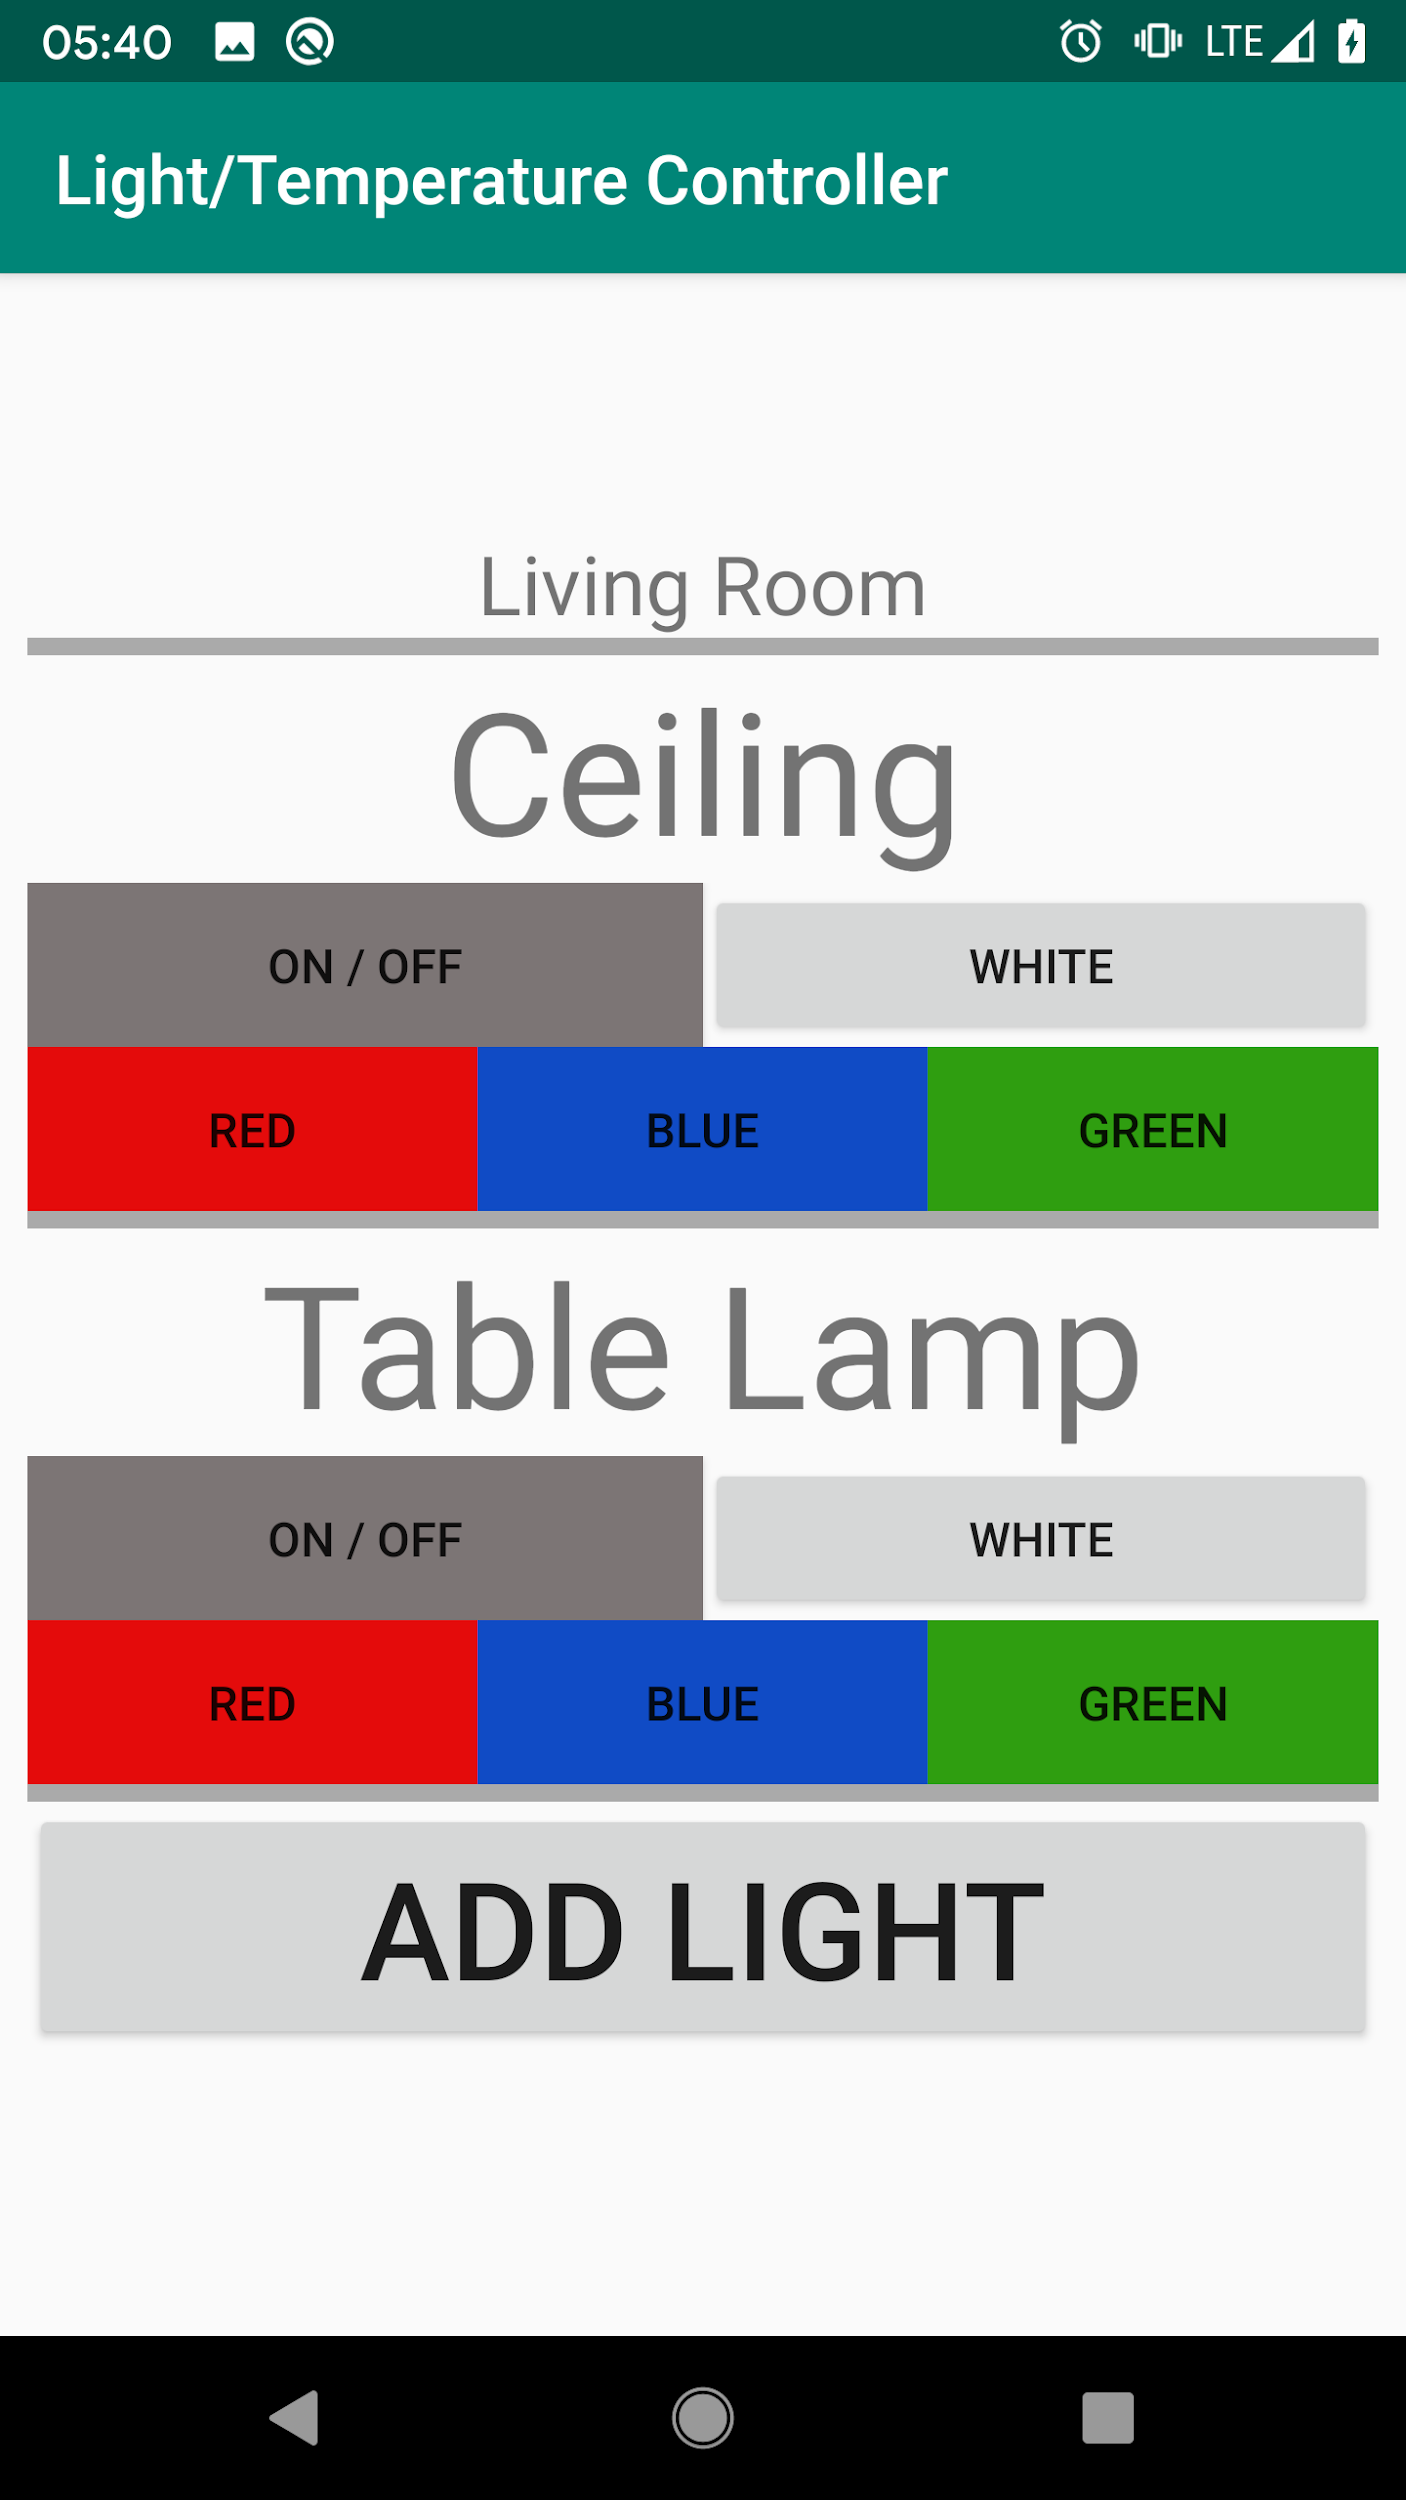 05:40 LTE
Light/Temperature Controller
Living Room
Ceiling
ON / OFF WHITE
RED BLUE GREEN
Table Lamp
ON / OFF WHITE
RED BLUE GREEN
ADD LIGHT